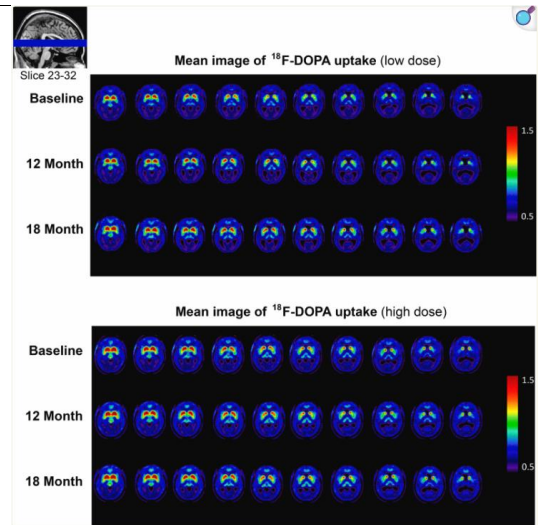 Slice 23-32
Mean image of ¹⁸F-DOPA uptake (low dose)
Baseline
12 Month
18 Month
1.5
0.5
Mean image of ¹⁸F-DOPA uptake (high dose)
Baseline
12 Month
18 Month
1.5
0.5